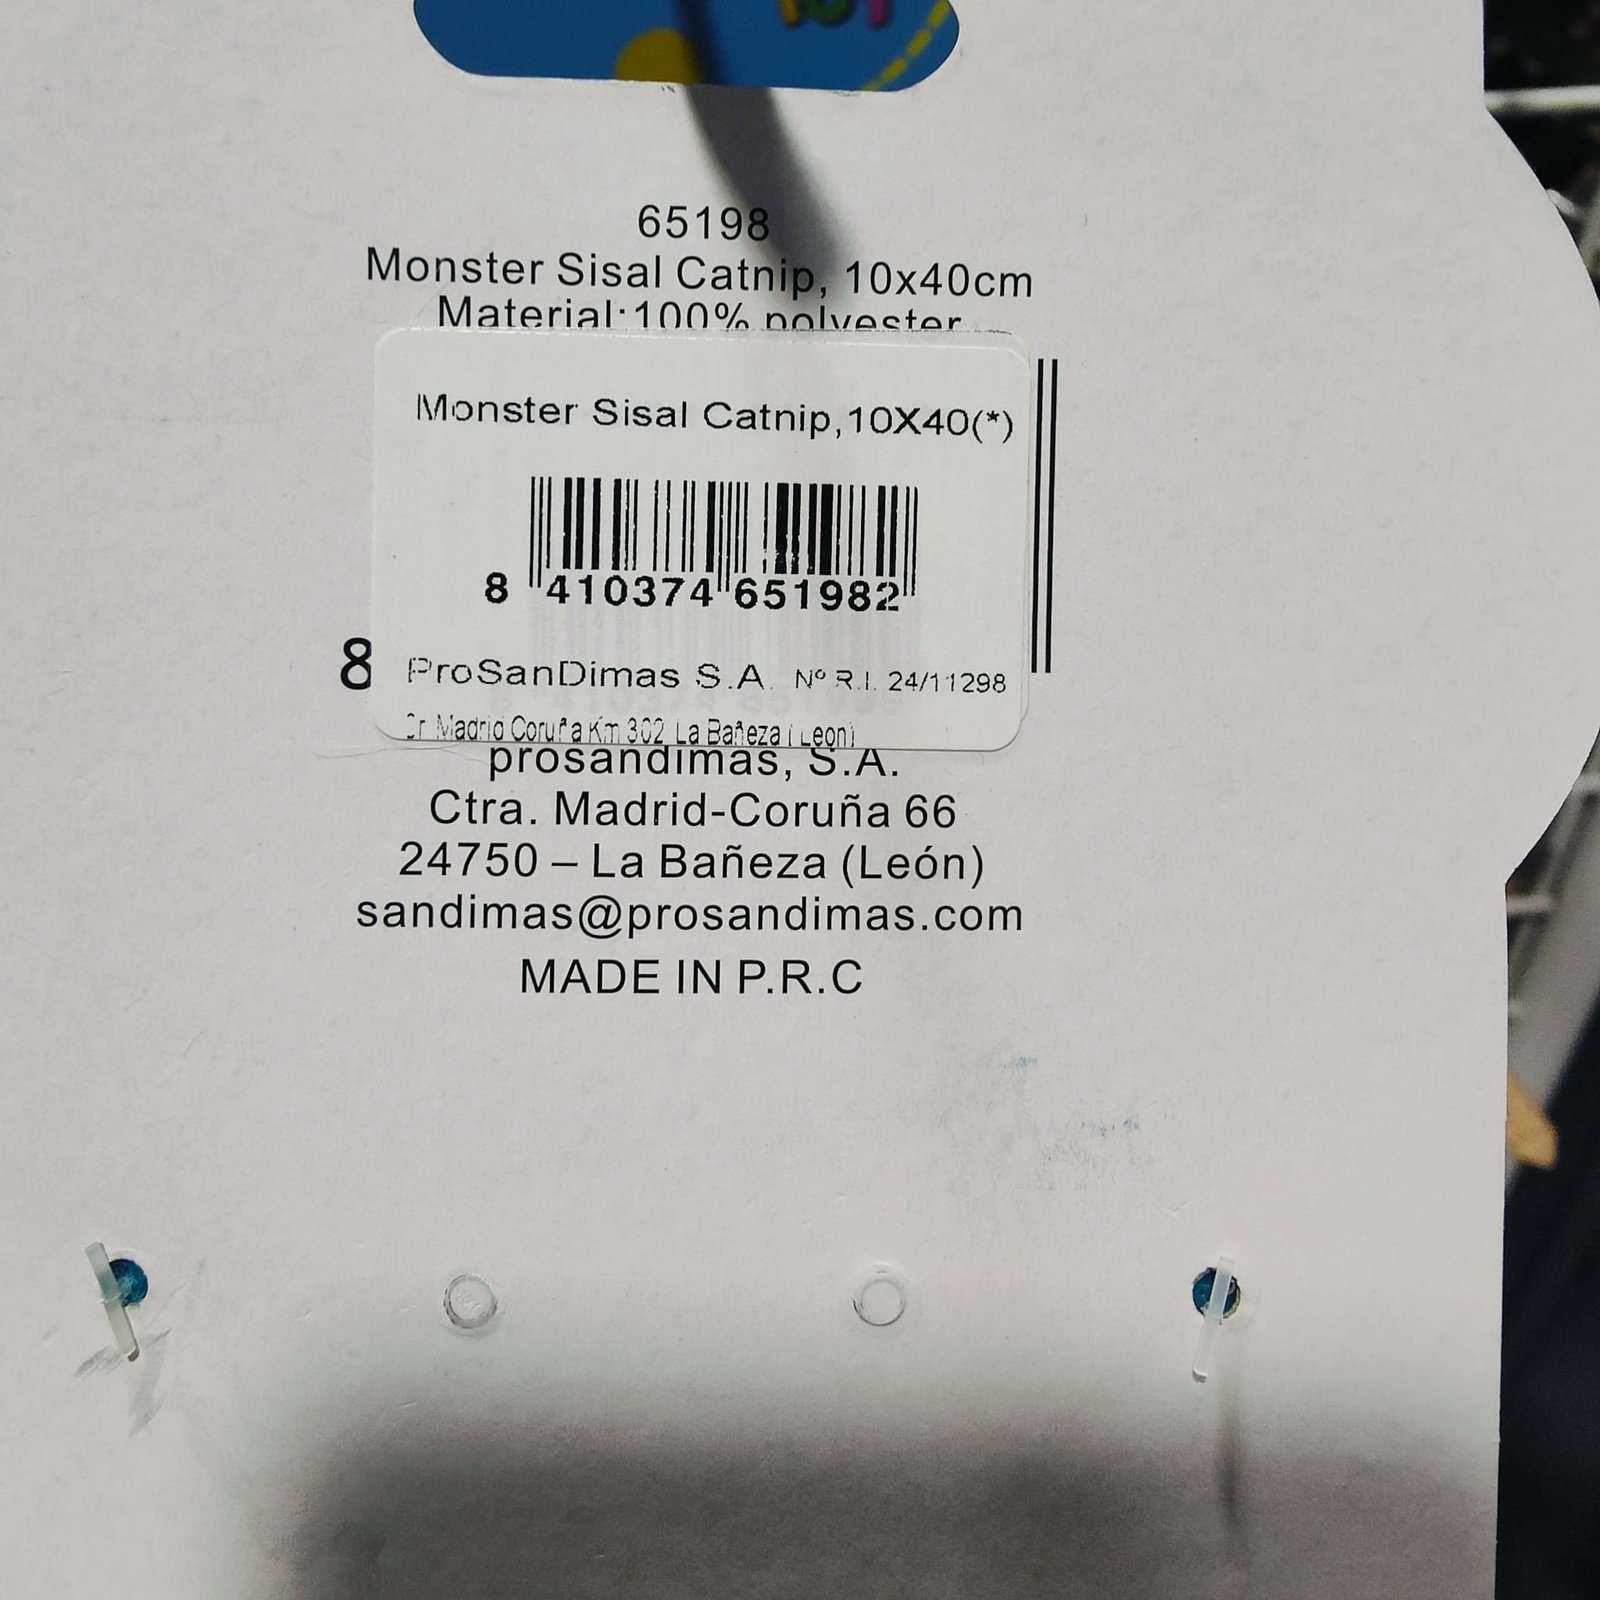 65198
Monster Sisal Catnip, 10x40cm
Material:100% polyester
Monster Sisal Catnip,10X40(*)
8 410374 651982
8
ProSanDimas S.A. Nº R.I. 24/11298
Cr. Madrid Coruña Km 302 La Bañeza (Leon)
prosandimas, S.A.
Ctra. Madrid-Coruña 66
24750 – La Bañeza (León)
sandimas@prosandimas.com
MADE IN P.R.C